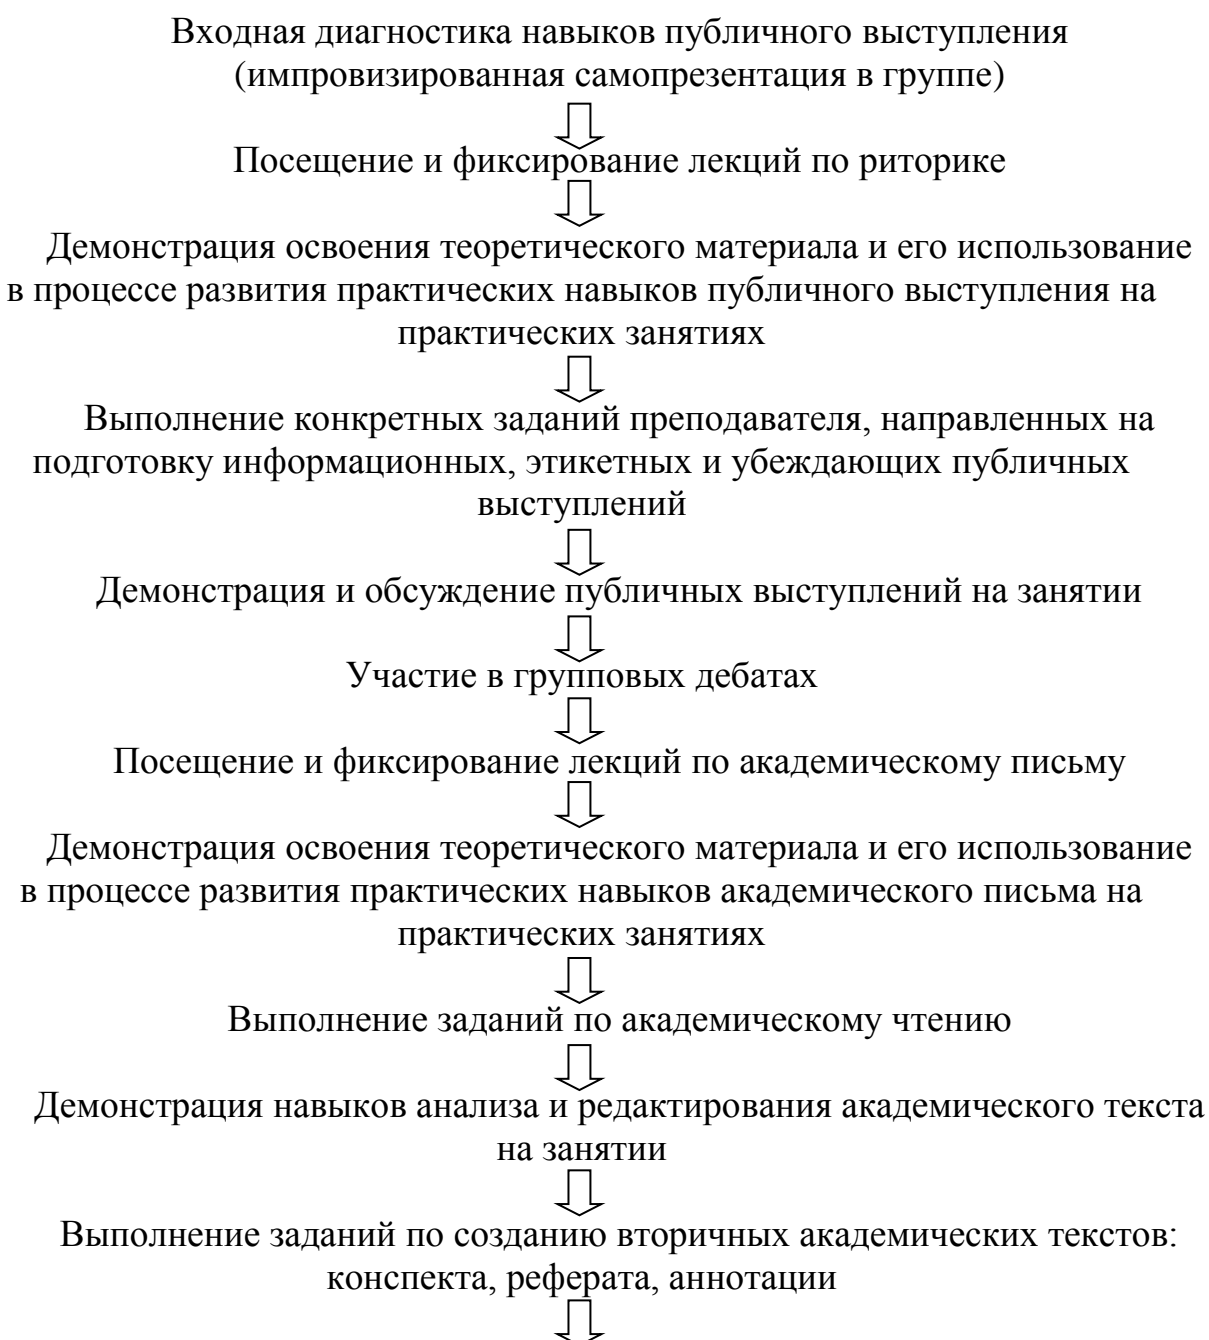 Входная диагностика навыков публичного выступления
(импровизированная самопрезентация в группе)
Посещение и фиксирование лекций по риторике
Демонстрация освоения теоретического материала и его использование
в процессе развития практических навыков публичного выступления на
практических занятиях
Выполнение конкретных заданий преподавателя, направленных на
подготовку информационных, этикетных и убеждающих публичных
выступлений
Демонстрация и обсуждение публичных выступлений на занятии
Участие в групповых дебатах
Посещение и фиксирование лекций по академическому письму
Демонстрация освоения теоретического материала и его использование
в процессе развития практических навыков академического письма на
практических занятиях
Выполнение заданий по академическому чтению
Демонстрация навыков анализа и редактирования академического текста
на занятии
Выполнение заданий по созданию вторичных академических текстов:
конспекта, реферата, аннотации